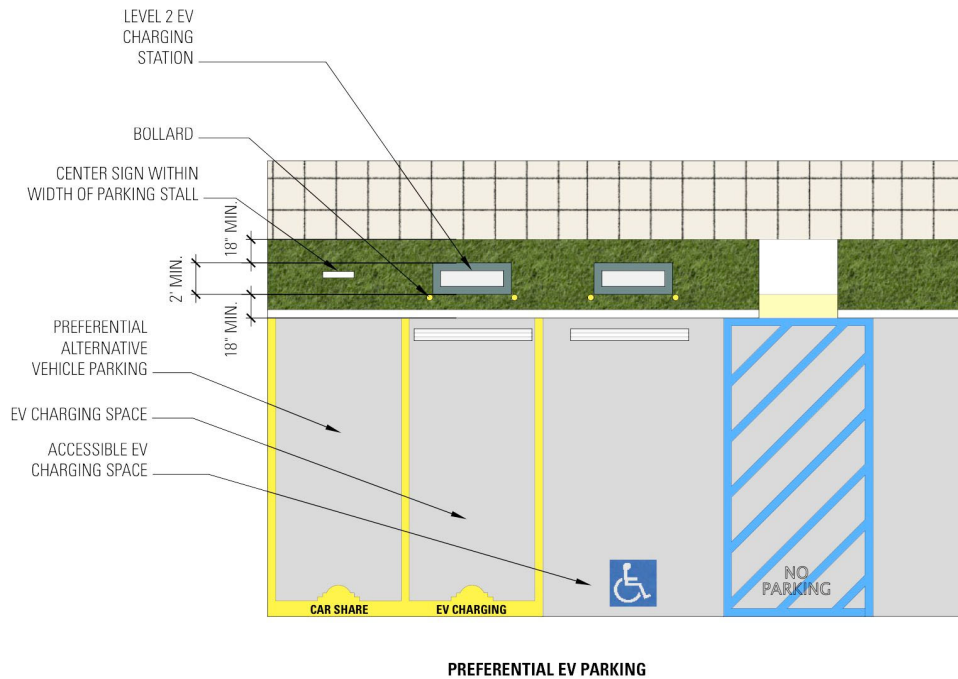 LEVEL 2 EV
CHARGING
STATION
BOLLARD
CENTER SIGN WITHIN
WIDTH OF PARKING STALL
18" MIN.
2' MIN.
18" MIN.
PREFERENTIAL
ALTERNATIVE
VEHICLE PARKING
EV CHARGING SPACE
ACCESSIBLE EV
CHARGING SPACE
NO
PARKING
CAR SHARE
EV CHARGING
PREFERENTIAL EV PARKING